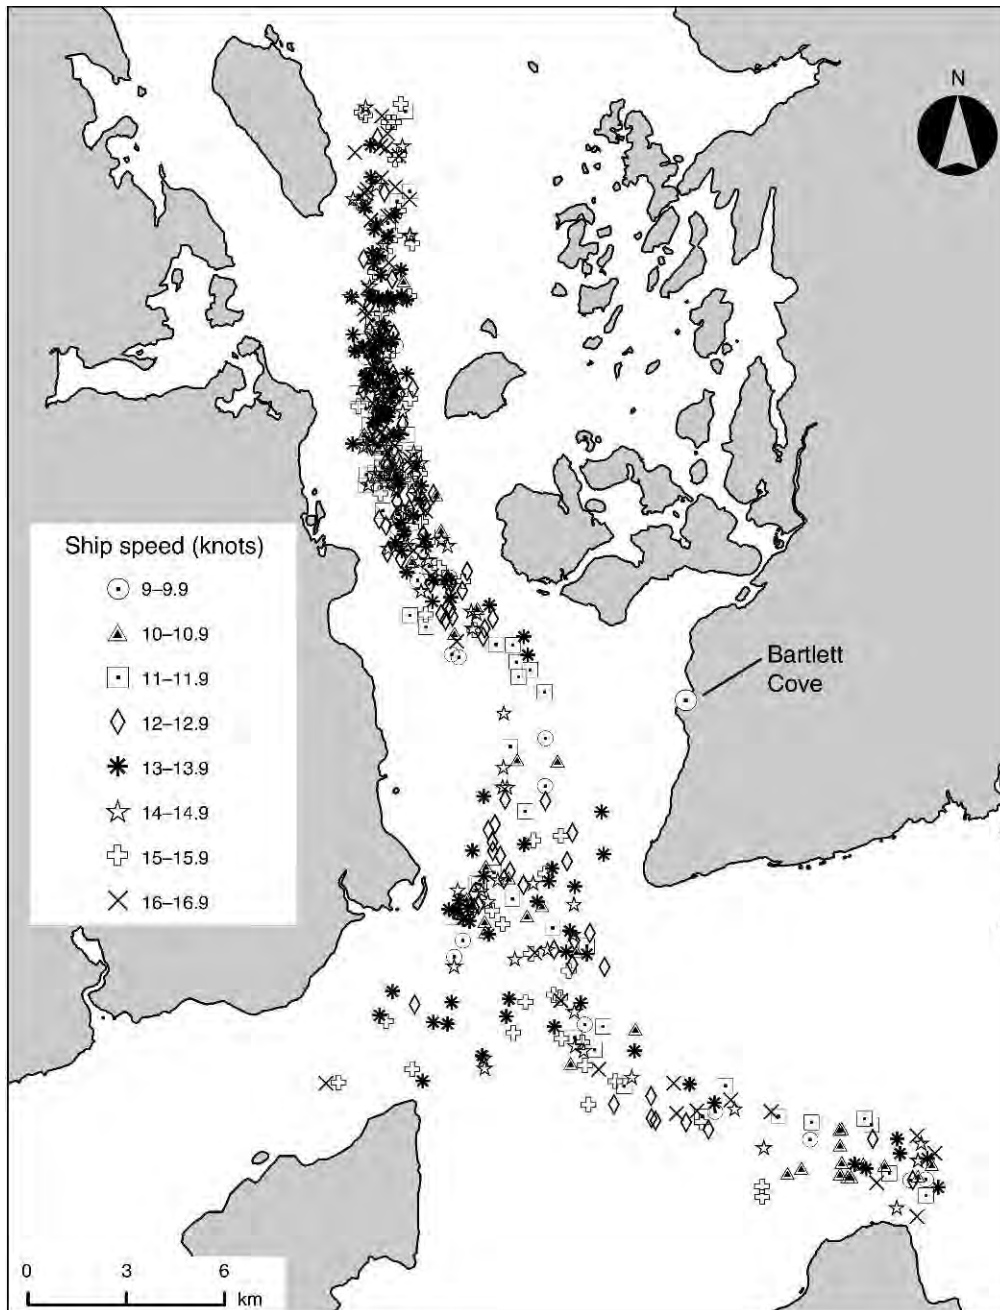 N
Ship speed (knots)
9–9.9
10–10.9
11–11.9
12–12.9
13–13.9
14–14.9
15–15.9
16–16.9
Bartlett
Cove
0 3 6
km